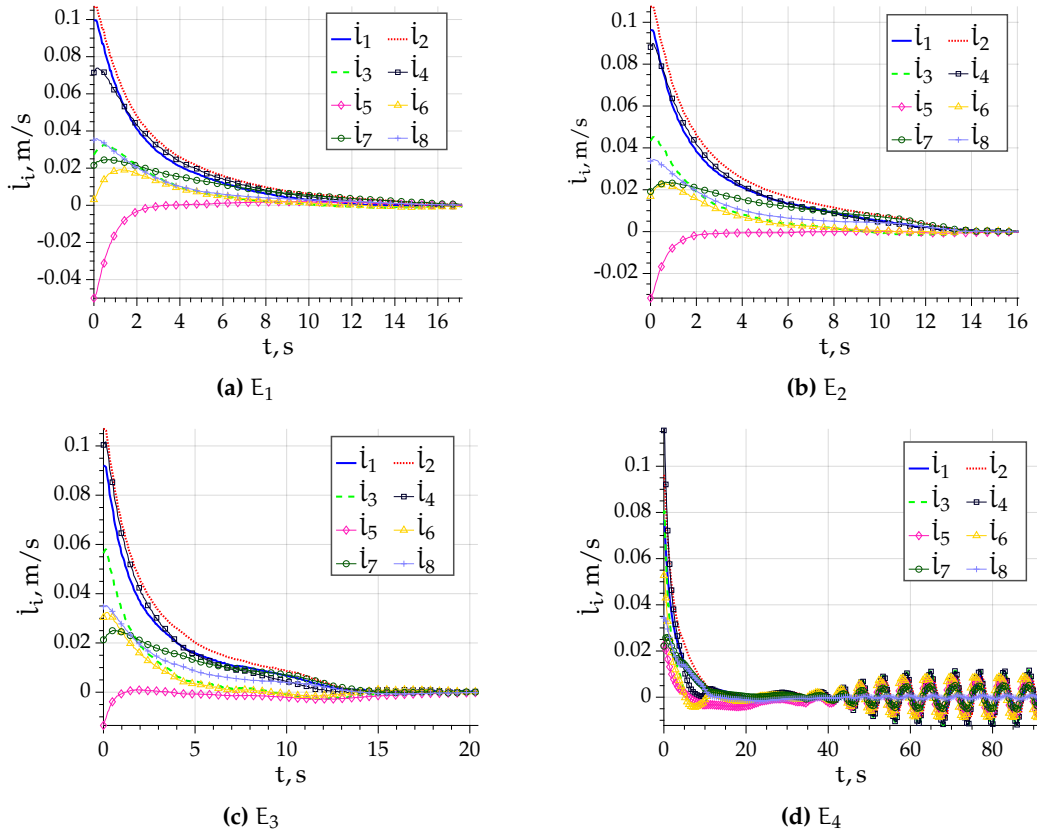 l̇₁ l̇₂
l̇₃ l̇₄
l̇₅ l̇₆
l̇₇ l̇₈
0.1
0.08
0.06
0.04
0.02
0
-0.02
-0.04
l̇ᵢ, m/s
0 2 4 6 8 10 12 14 16
t, s
(a) E₁
l̇₁ l̇₂
l̇₃ l̇₄
l̇₅ l̇₆
l̇₇ l̇₈
0.1
0.08
0.06
0.04
0.02
0
-0.02
l̇ᵢ, m/s
0 2 4 6 8 10 12 14 16
t, s
(b) E₂
l̇₁ l̇₂
l̇₃ l̇₄
l̇₅ l̇₆
l̇₇ l̇₈
0.1
0.08
0.06
0.04
0.02
0
l̇ᵢ, m/s
0 5 10 15 20
t, s
(c) E₃
l̇₁ l̇₂
l̇₃ l̇₄
l̇₅ l̇₆
l̇₇ l̇₈
0.1
0.08
0.06
0.04
0.02
0
l̇ᵢ, m/s
0 20 40 60 80
t, s
(d) E₄